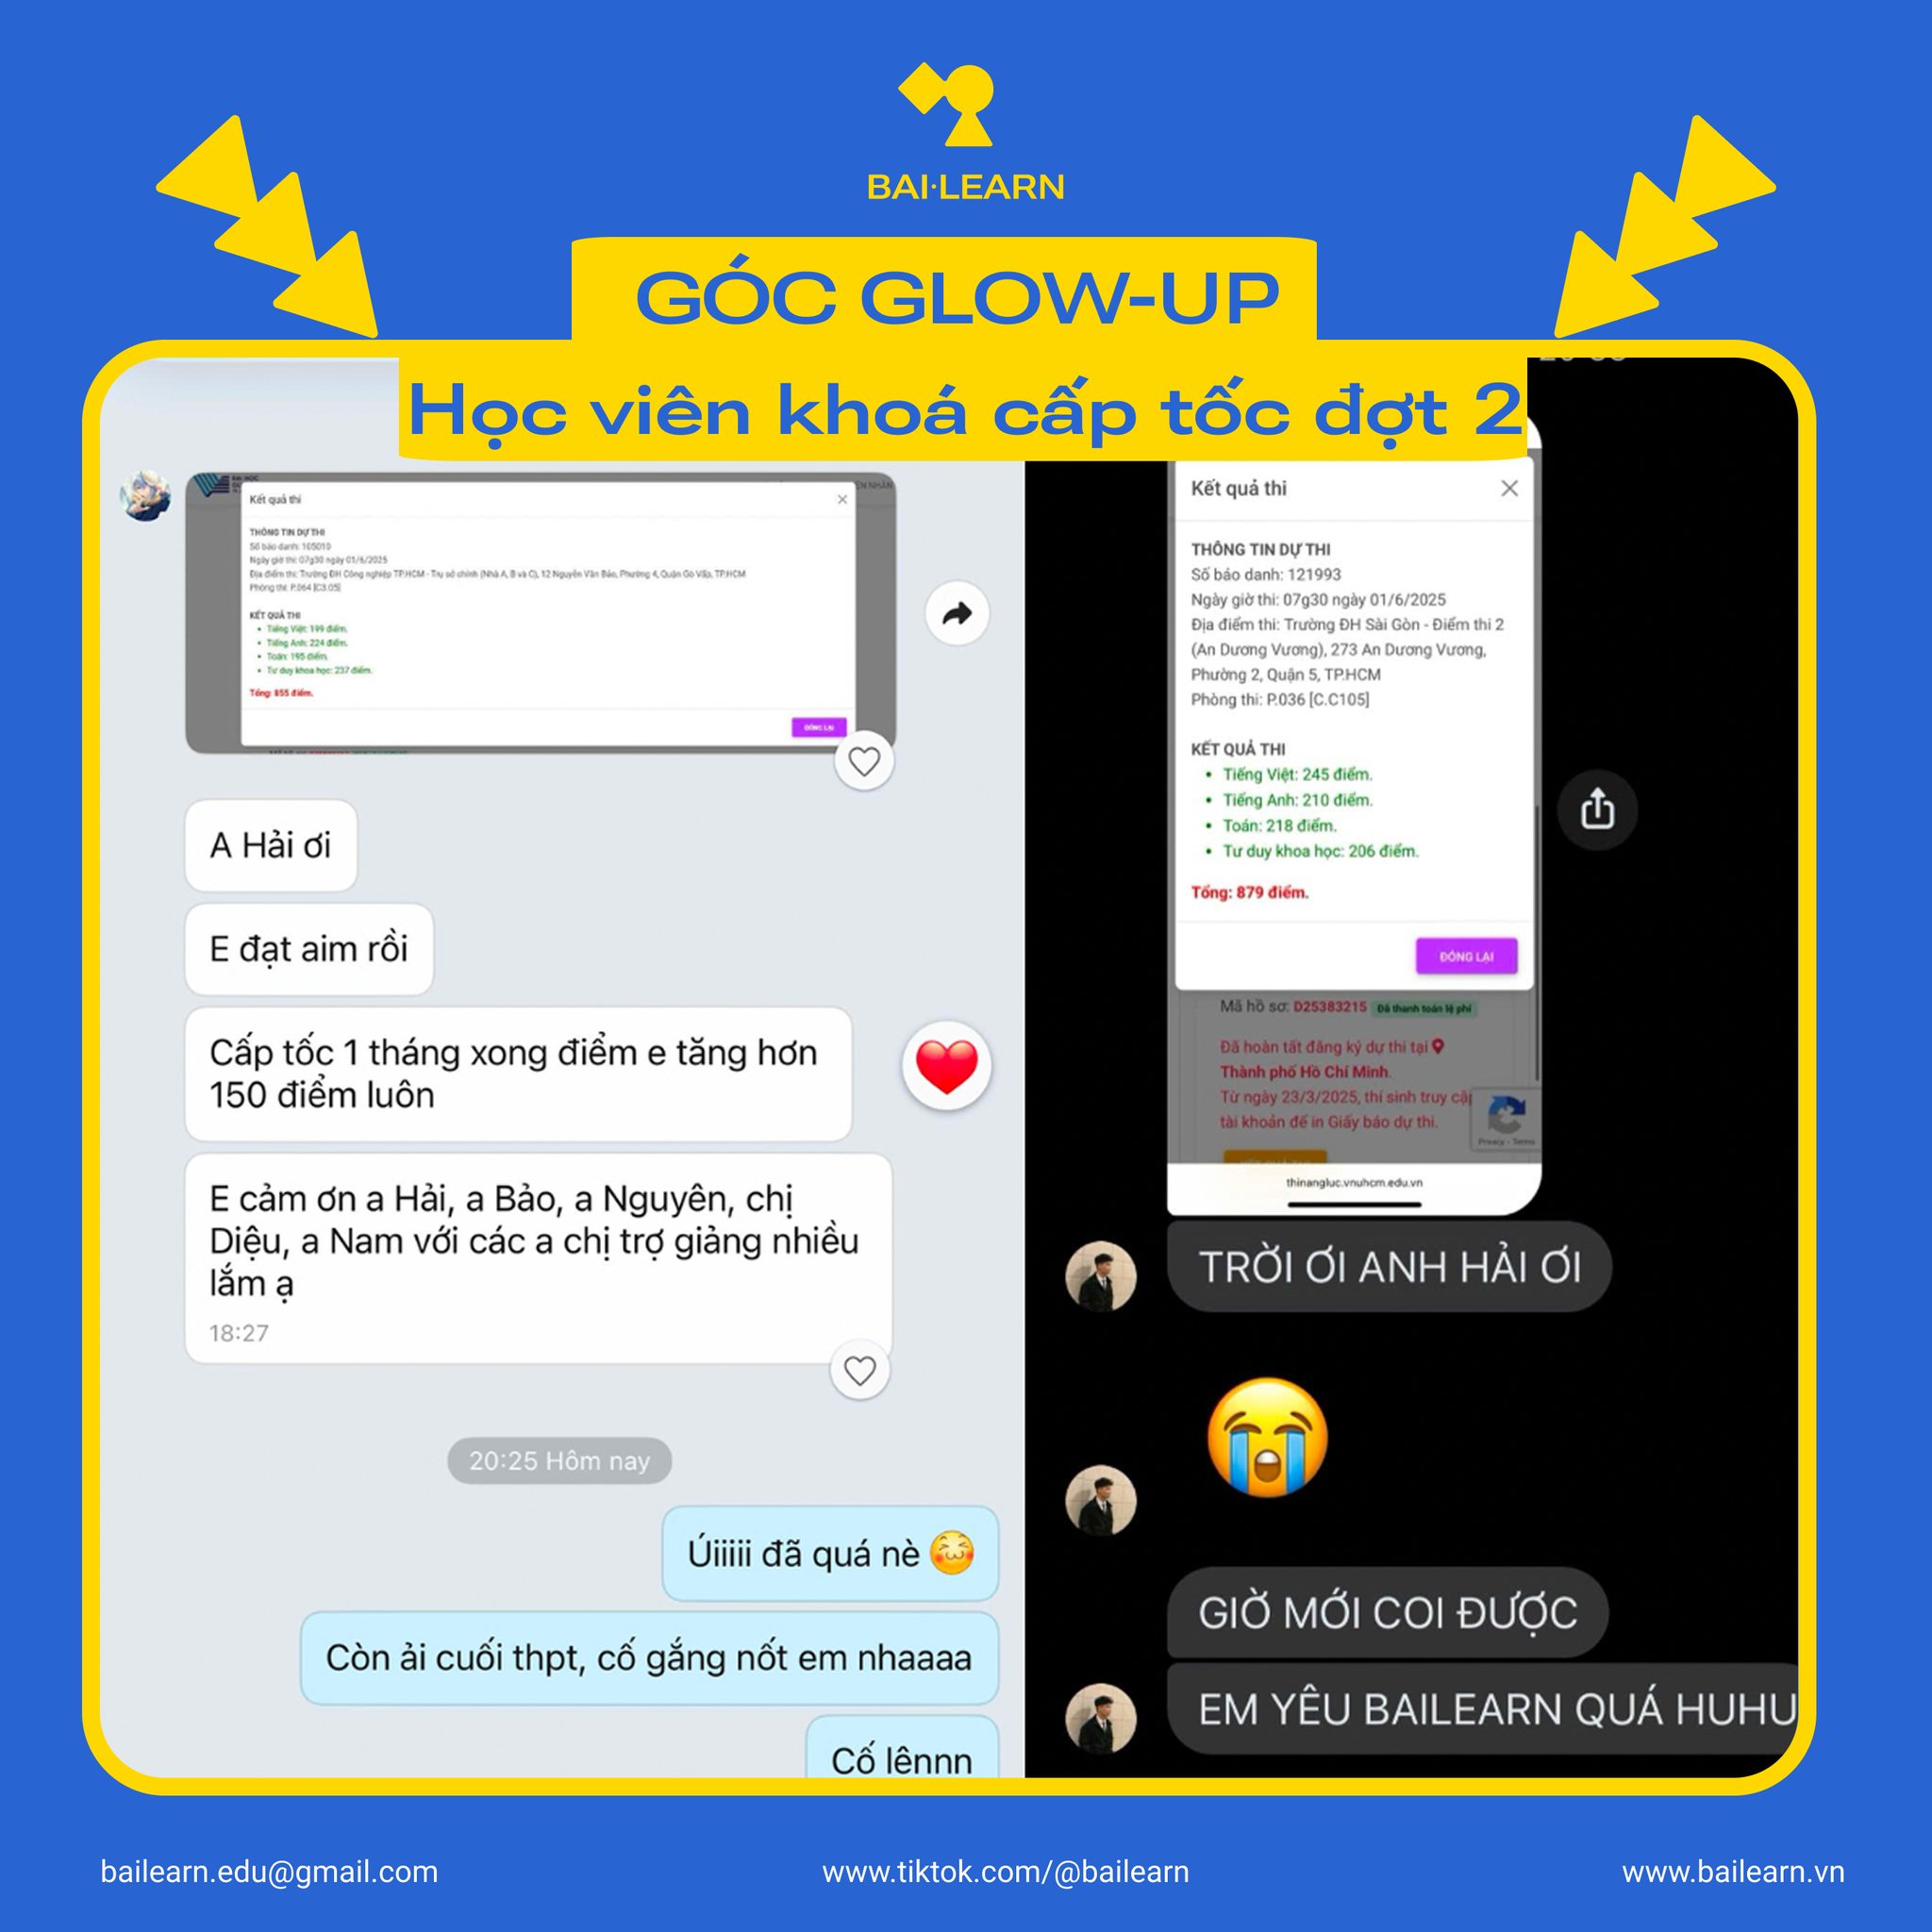 BAI·LEARN
GÓC GLOW-UP
Học viên khoá cấp tốc đợt 2
Kết quả thi
THÔNG TIN DỰ THI
Số báo danh: 105010
Ngày giờ thi: 07g30 ngày 01/6/2025
Địa điểm thi: Trường ĐH Công nghiệp TP.HCM - Trụ sở chính (Nhà A, B và C), 12 Nguyễn Văn Bảo, Phường 4, Quận Gò Vấp, TP.HCM
Phòng thi: P.064 [C3.05]
KẾT QUẢ THI
• Tiếng Việt: 199 điểm.
• Tiếng Anh: 224 điểm.
• Toán: 195 điểm.
• Tư duy khoa học: 237 điểm.
Tổng: 855 điểm.
ĐÓNG LẠI
A Hải ơi
E đạt aim rồi
Cấp tốc 1 tháng xong điểm e tăng hơn
150 điểm luôn
E cảm ơn a Hải, a Bảo, a Nguyên, chị
Diệu, a Nam với các a chị trợ giảng nhiều
lắm ạ
18:27
20:25 Hôm nay
Úiiiii đã quá nè
Còn ải cuối thpt, cố gắng nốt em nhaaaa
Cố lênnn
Kết quả thi
THÔNG TIN DỰ THI
Số báo danh: 121993
Ngày giờ thi: 07g30 ngày 01/6/2025
Địa điểm thi: Trường ĐH Sài Gòn - Điểm thi 2
(An Dương Vương), 273 An Dương Vương,
Phường 2, Quận 5, TP.HCM
Phòng thi: P.036 [C.C105]
KẾT QUẢ THI
• Tiếng Việt: 245 điểm.
• Tiếng Anh: 210 điểm.
• Toán: 218 điểm.
• Tư duy khoa học: 206 điểm.
Tổng: 879 điểm.
ĐÓNG LẠI
Mã hồ sơ: D25383215 Đã thanh toán lệ phí
Đã hoàn tất đăng ký dự thi tại
Thành phố Hồ Chí Minh.
Từ ngày 23/3/2025, thí sinh truy cập
tài khoản để in Giấy báo dự thi.
Privacy - Terms
thinangluc.vnuhcm.edu.vn
TRỜI ƠI ANH HẢI ƠI
GIỜ MỚI COI ĐƯỢC
EM YÊU BAILEARN QUÁ HUHU
bailearn.edu@gmail.com
www.tiktok.com/@bailearn
www.bailearn.vn